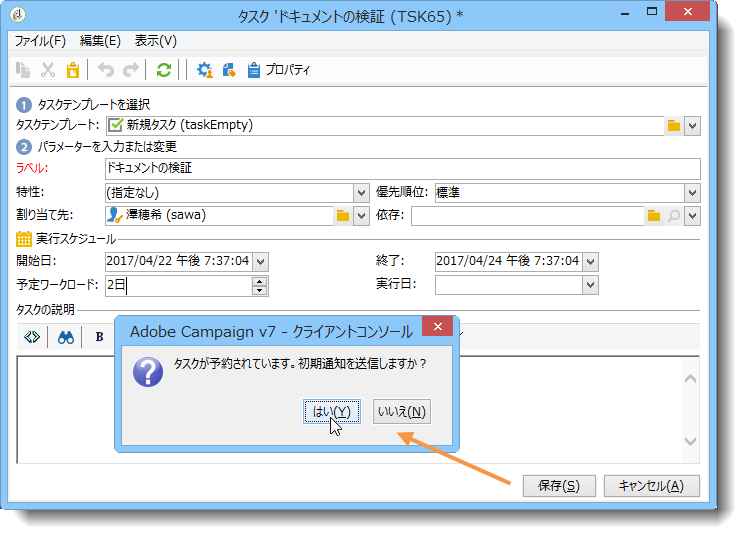 タスク 'ドキュメントの検証 (TSK65) *
ファイル(F) 編集(E) 表示(V)
プロパティ
1 タスクテンプレートを選択
タスクテンプレート: 新規タスク (taskEmpty)
2 パラメーターを入力または変更
ラベル: ドキュメントの検証
特性: (指定なし) 優先順位: 標準
割り当て先: 澤穂希 (sawa) 依存:
実行スケジュール
開始日: 2017/04/22 午後 7:37:04 終了: 2017/04/24 午後 7:37:04
予定ワークロード: 2日 実行日:
タスクの説明
B
Adobe Campaign v7 - クライアントコンソール
タスクが予約されています。初期通知を送信しますか？
はい(Y) いいえ(N)
保存(S) キャンセル(A)